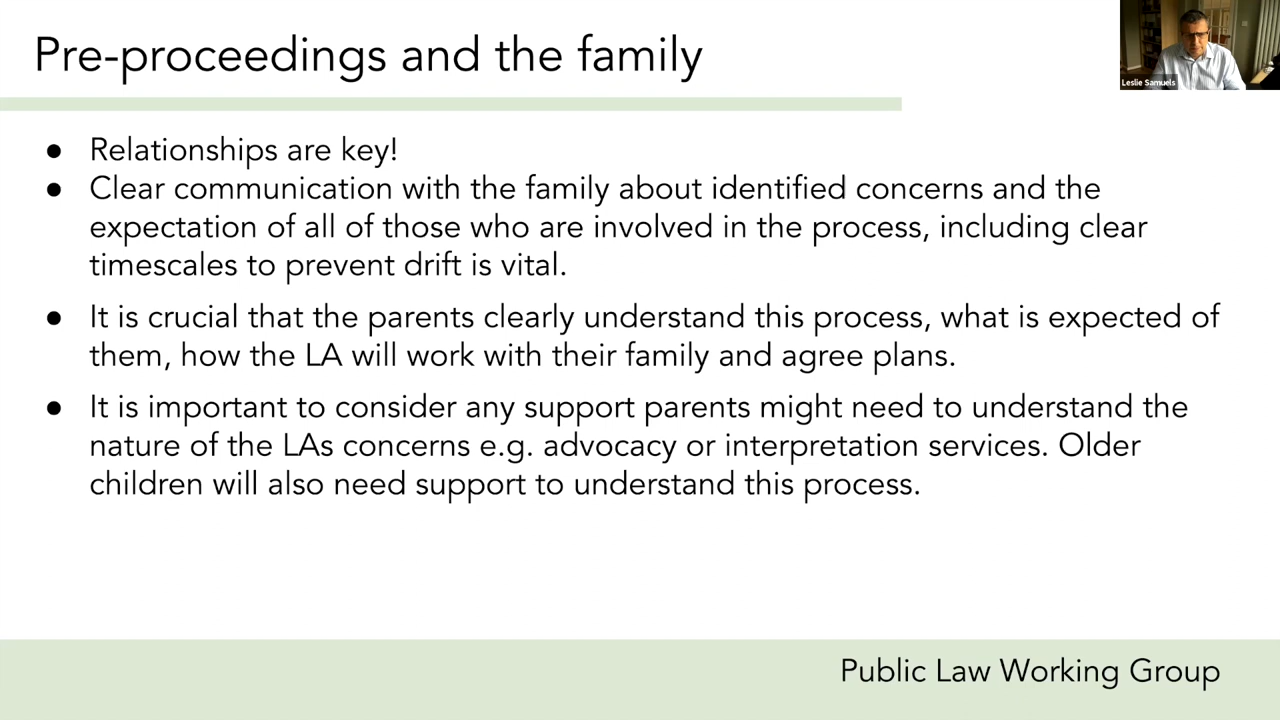 Pre-proceedings and the family
Leslie Samuels
● Relationships are key!
● Clear communication with the family about identified concerns and the
expectation of all of those who are involved in the process, including clear
timescales to prevent drift is vital.
● It is crucial that the parents clearly understand this process, what is expected of
them, how the LA will work with their family and agree plans.
● It is important to consider any support parents might need to understand the
nature of the LAs concerns e.g. advocacy or interpretation services. Older
children will also need support to understand this process.
Public Law Working Group